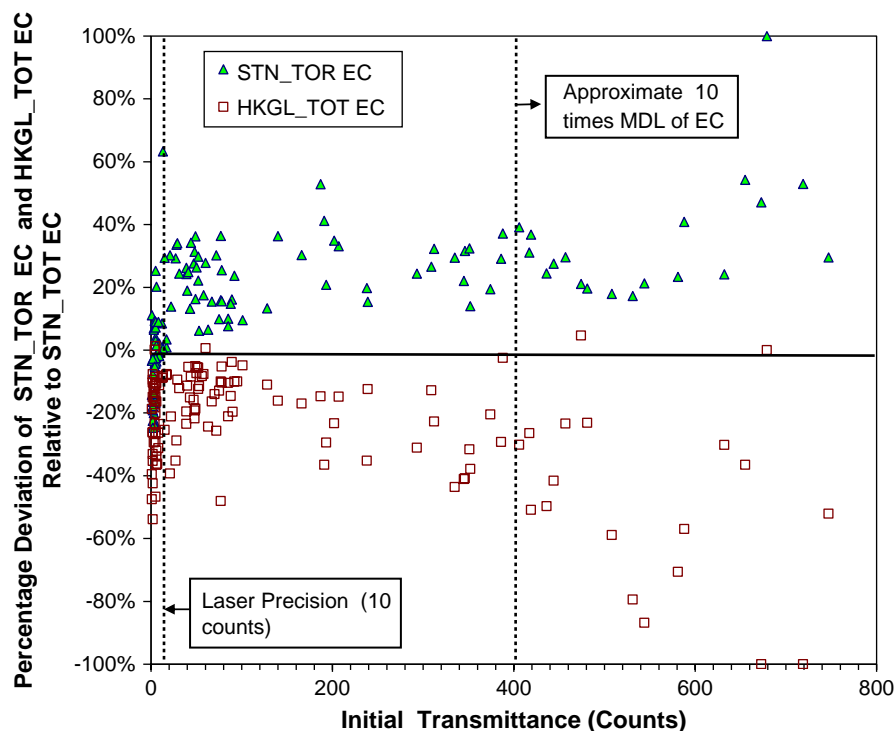 Percentage Deviation of STN_TOR EC and HKGL_TOT EC
Relative to STN_TOT EC
100%
80%
60%
40%
20%
0%
-20%
-40%
-60%
-80%
-100%
STN_TOR EC
HKGL_TOT EC
Approximate 10
times MDL of EC
Laser Precision (10
counts)
0
200
400
600
800
Initial Transmittance (Counts)